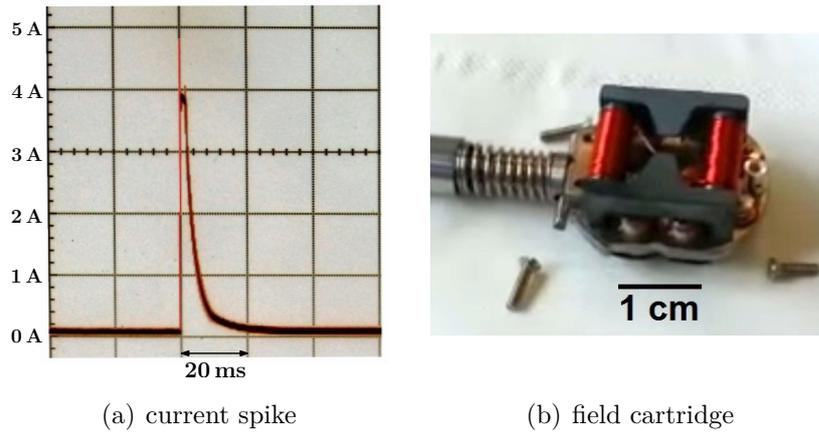 5 A
4 A
3 A
2 A
1 A
0 A
20 ms
1 cm
(a) current spike
(b) field cartridge